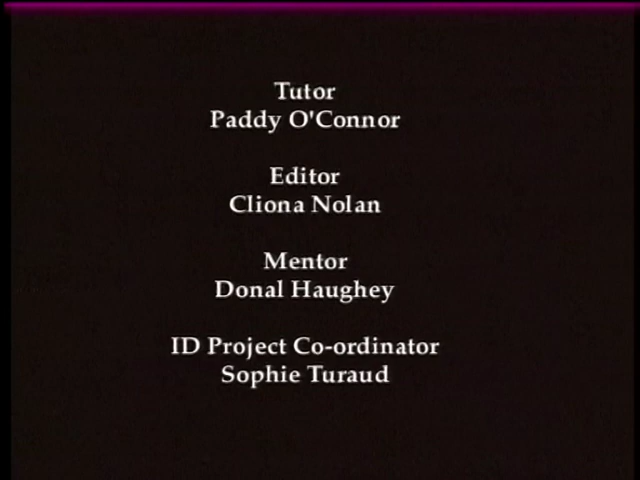 Tutor
Paddy O'Connor
Editor
Cliona Nolan
Mentor
Donal Haughey
ID Project Co-ordinator
Sophie Turaud